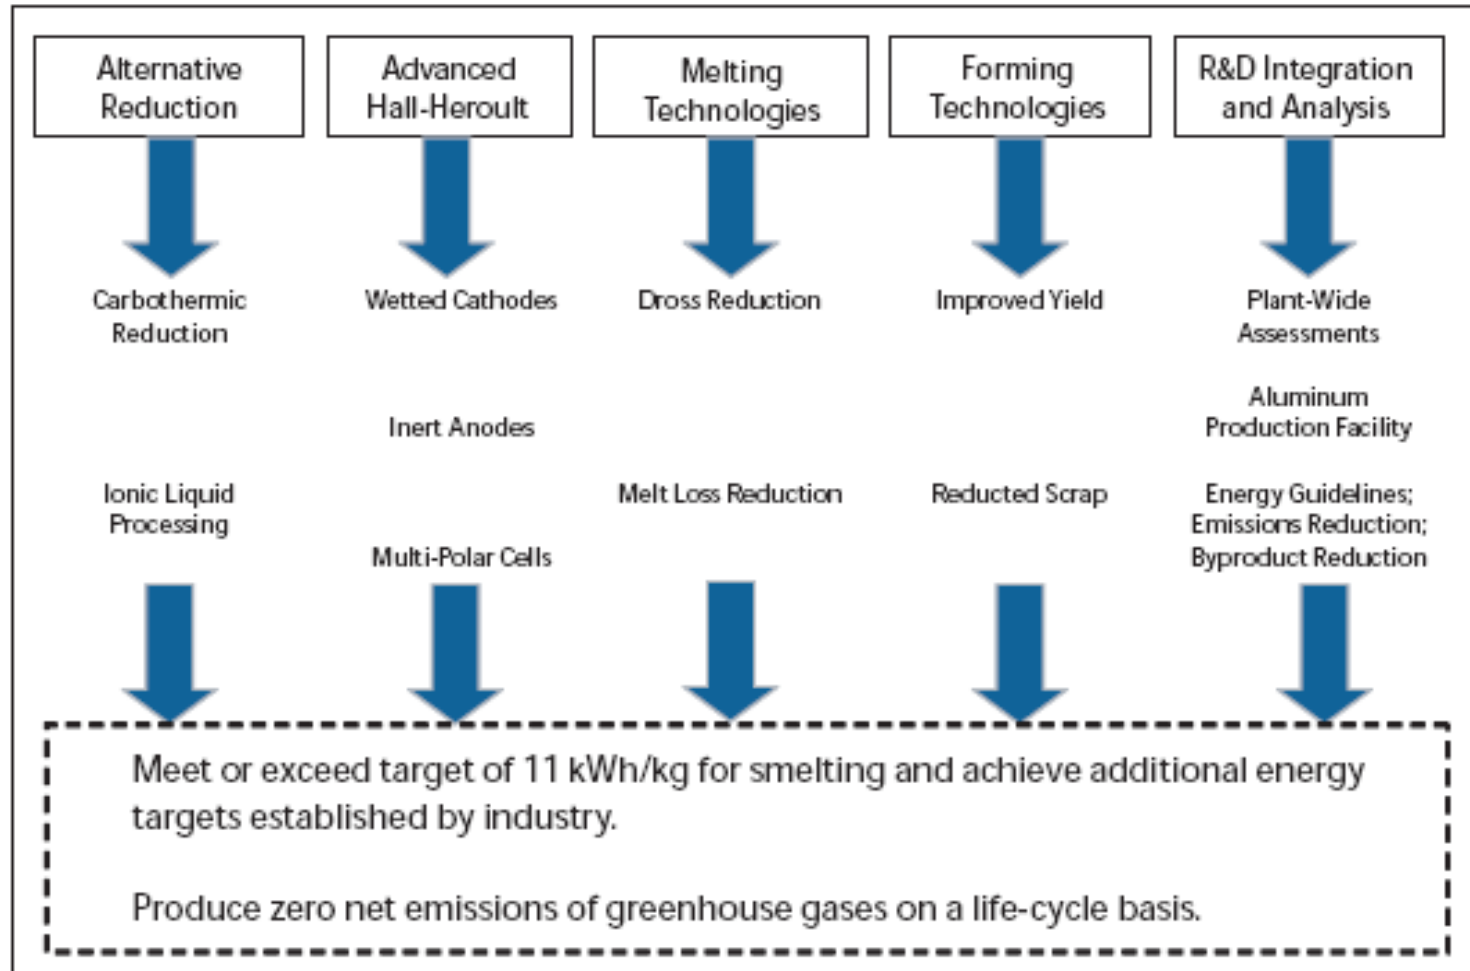 Alternative
Reduction
Advanced
Hall-Heroult
Melting
Technologies
Forming
Technologies
R&D Integration
and Analysis
Carbothermic
Reduction
Wetted Cathodes
Dross Reduction
Improved Yield
Plant-Wide
Assessments
Inert Anodes
Aluminum
Production Facility
Ionic Liquid
Processing
Melt Loss Reduction
Reducted Scrap
Energy Guidelines;
Emissions Reduction;
Byproduct Reduction
Multi-Polar Cells
Meet or exceed target of 11 kWh/kg for smelting and achieve additional energy
targets established by industry.
Produce zero net emissions of greenhouse gases on a life-cycle basis.